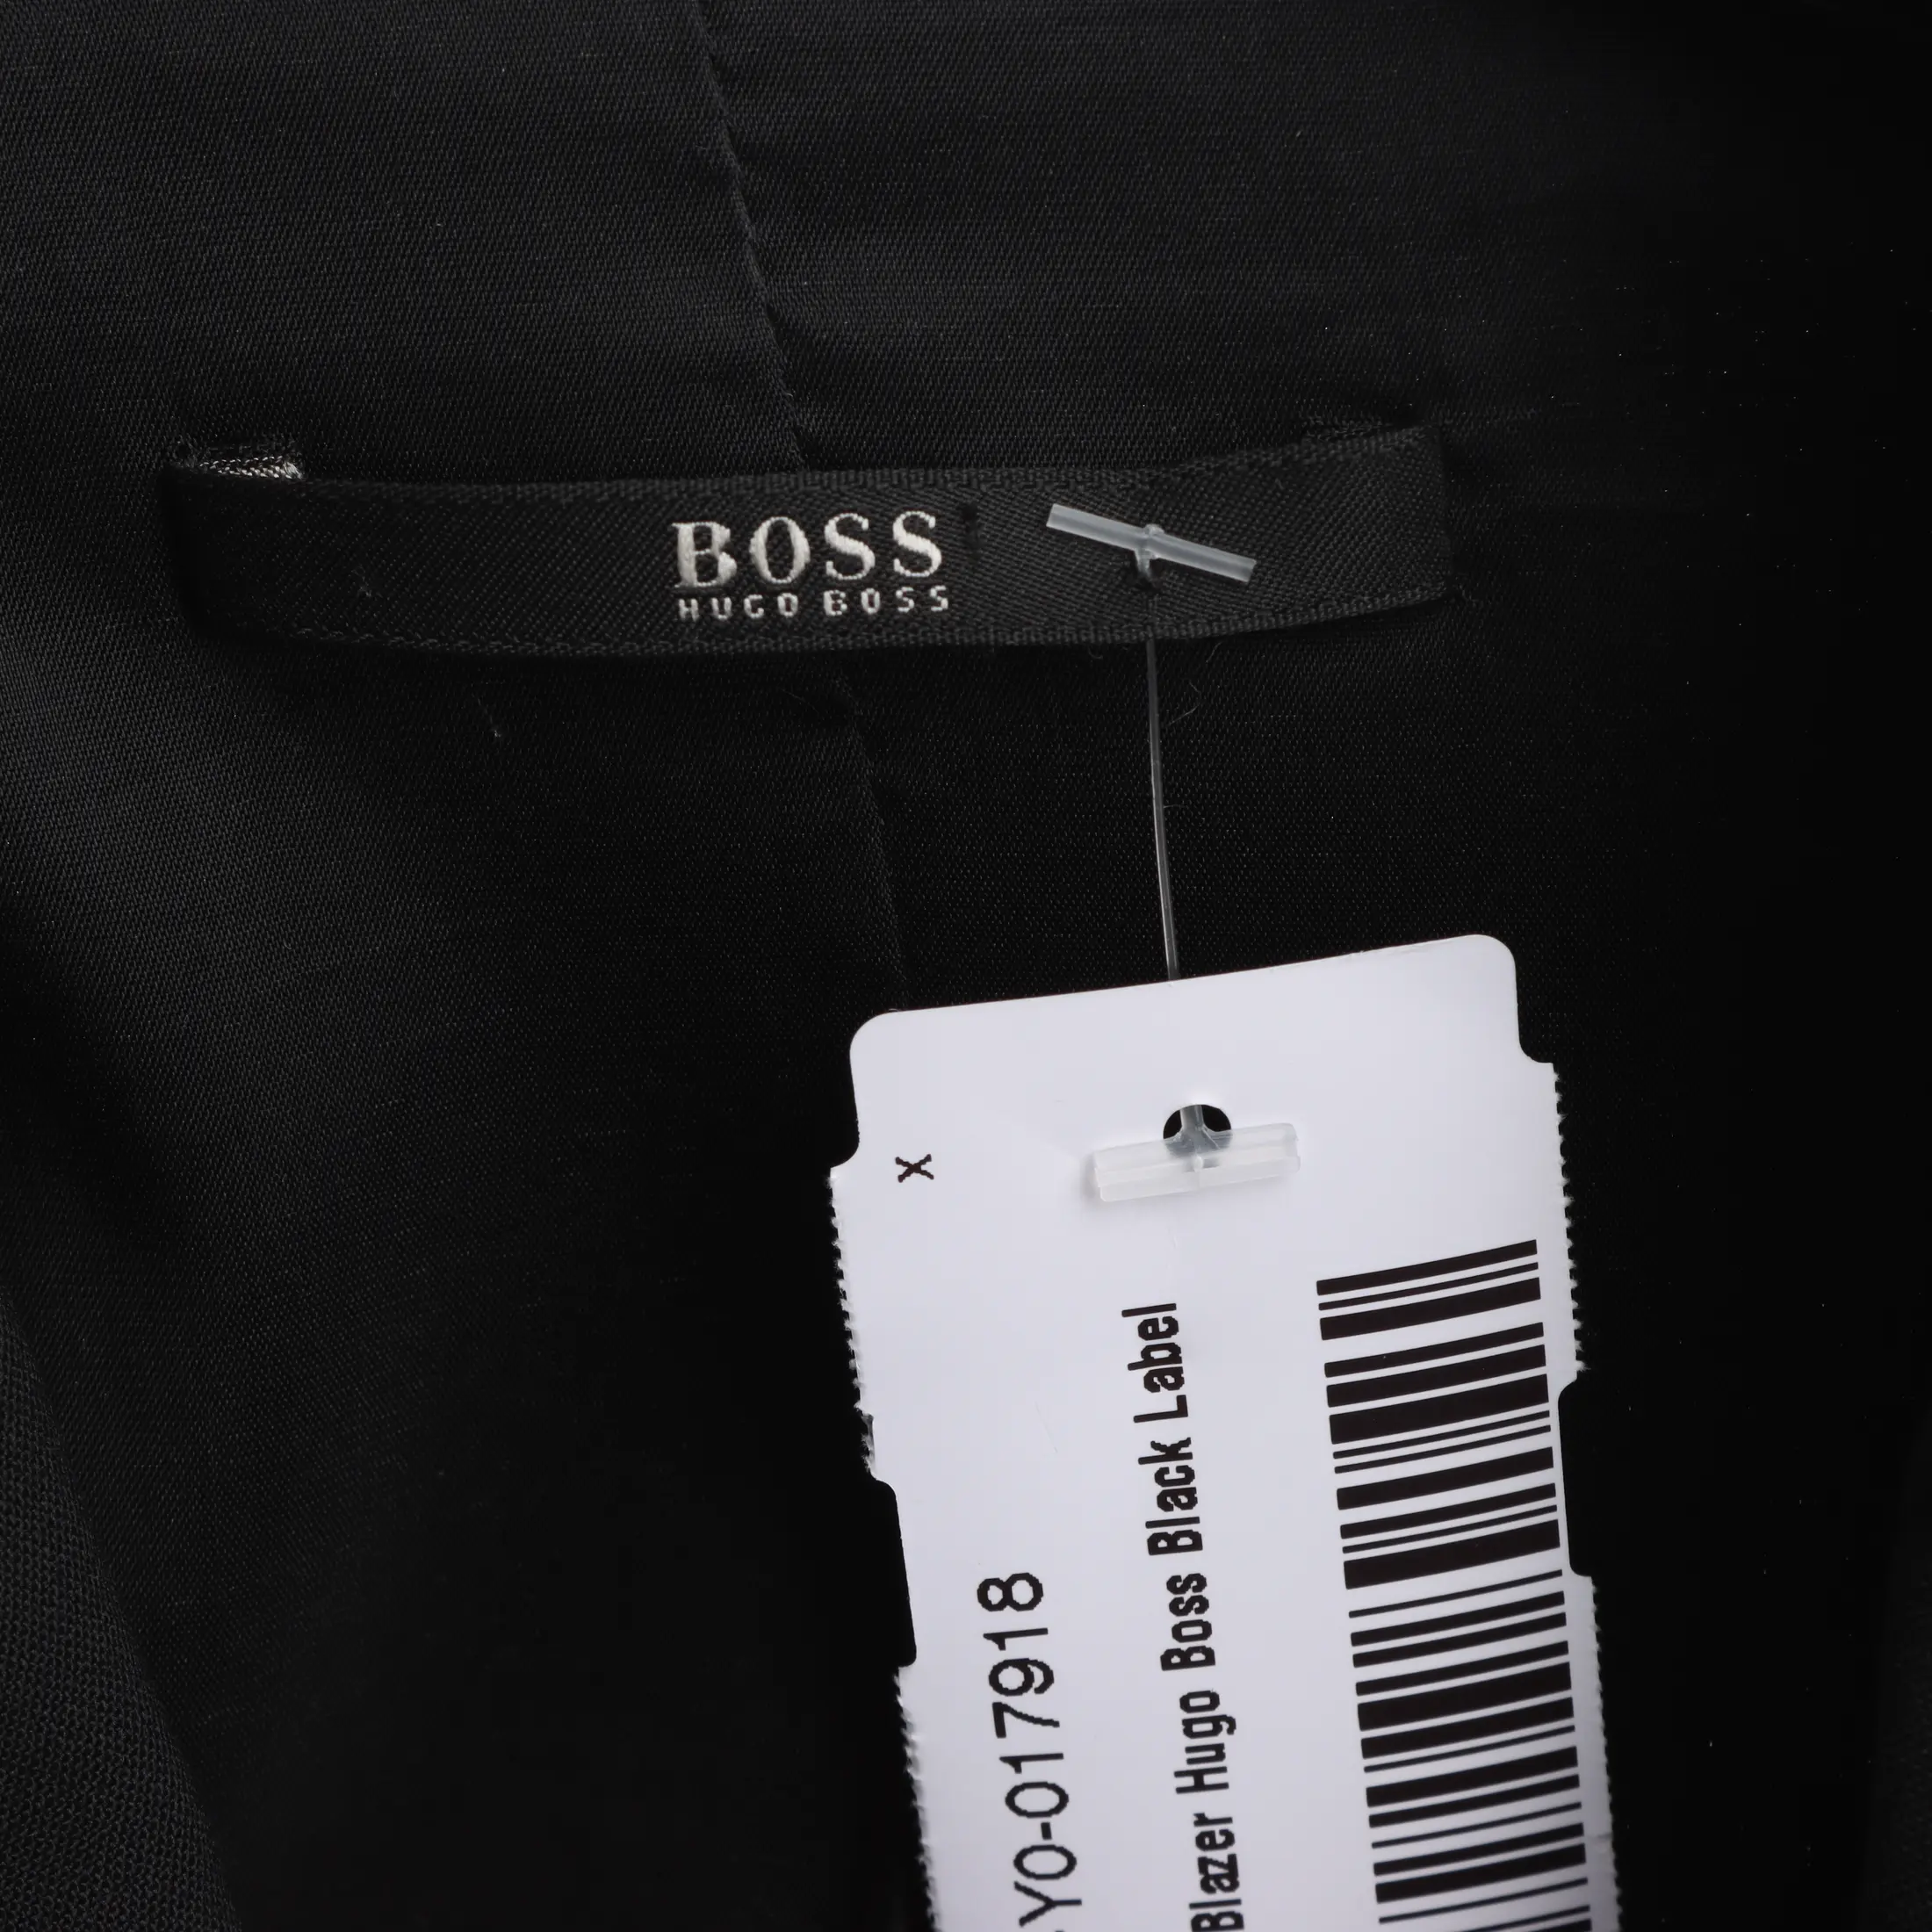 BOSS
HUGO BOSS
x
Y0-017918
Blazer Hugo Boss Black Label